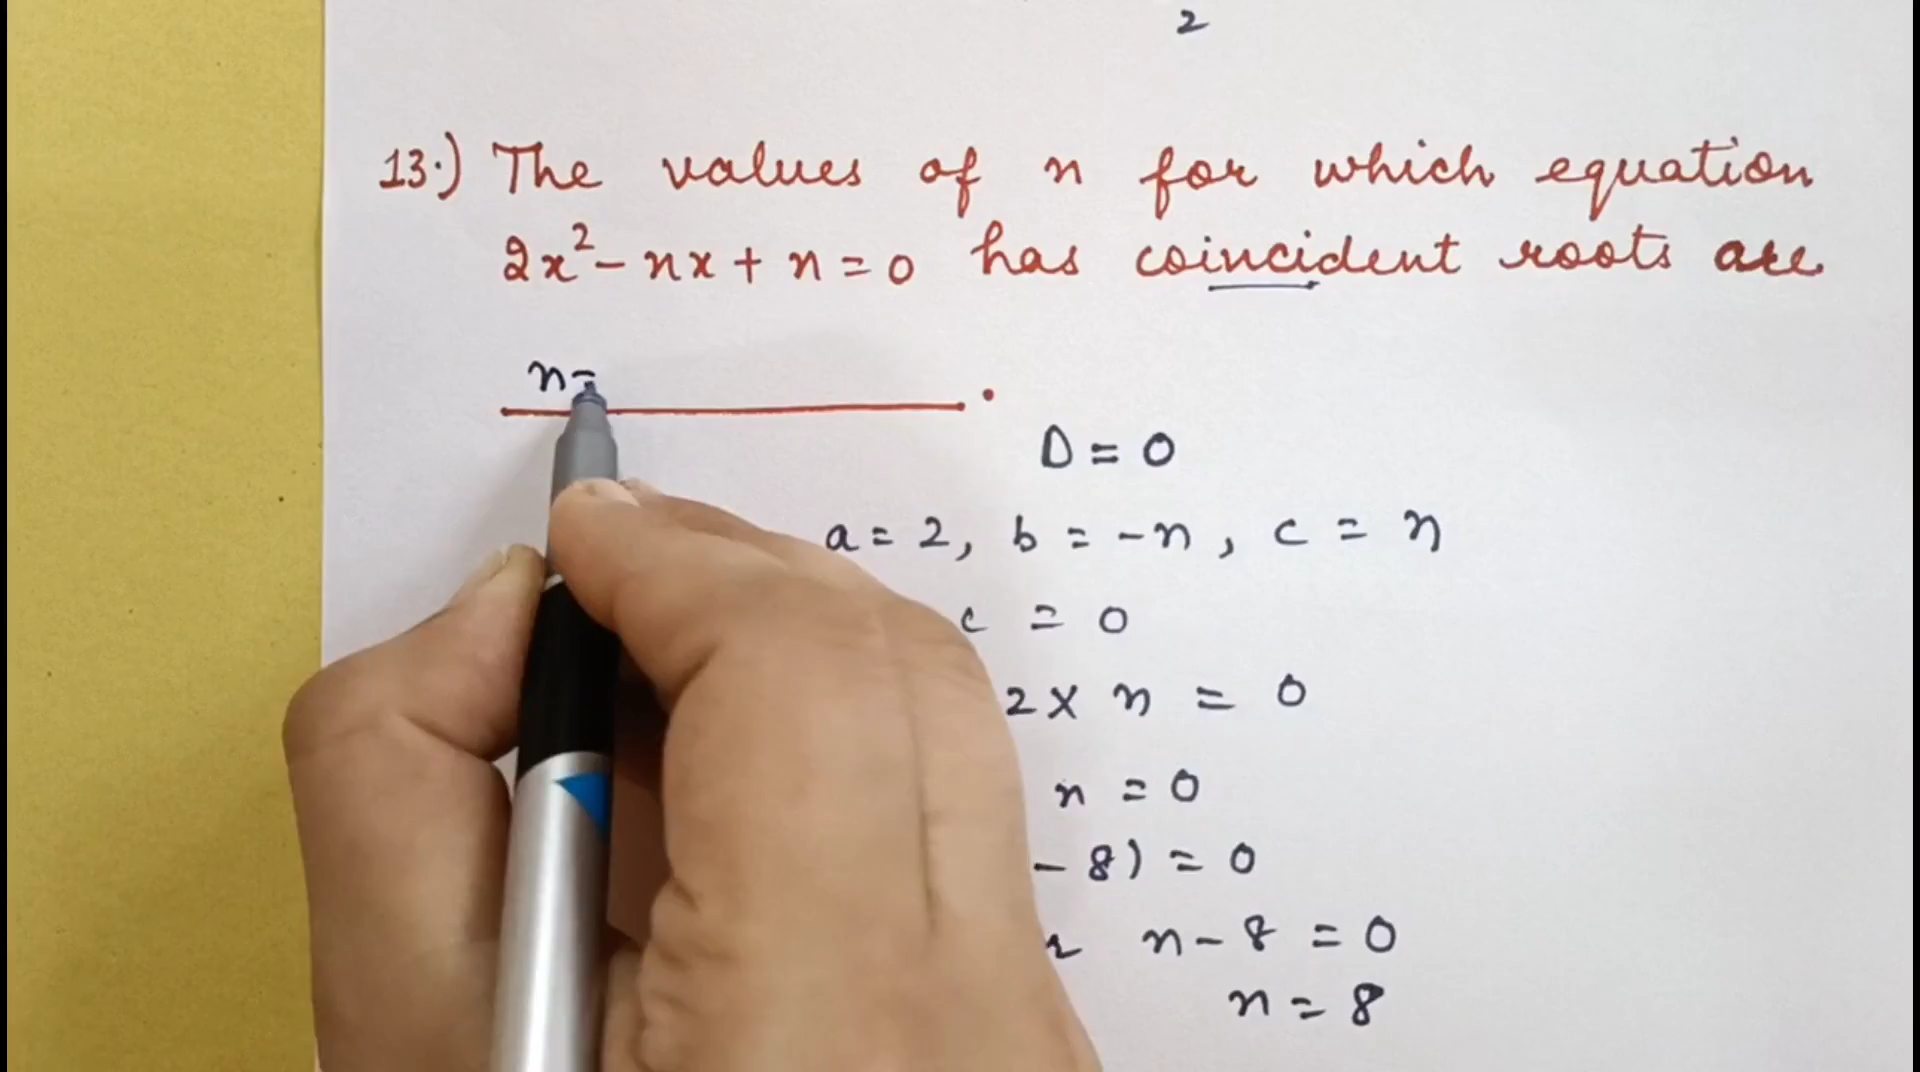 2
13.) The values of n for which equation
2x² - nx + n = 0 has coincident roots are
n=
D = 0
a = 2, b = -n, c = n
c = 0
2 × n = 0
n = 0
- 8) = 0
n - 8 = 0
n = 8